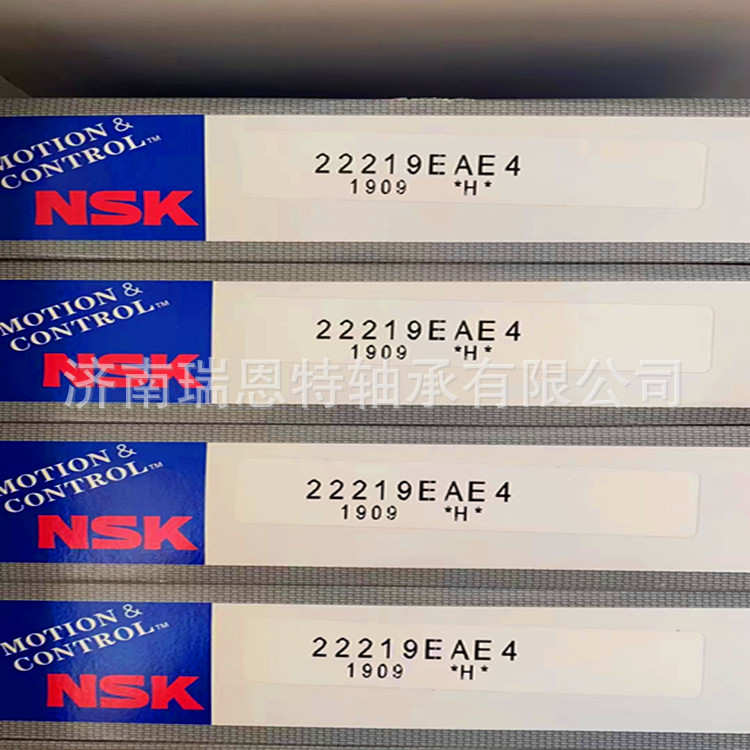 MOTION &
CONTROL™
NSK
22219EAE4
1909 *H*
MOTION &
CONTROL™
NSK
22219EAE4
1909 *H*
济南瑞恩特轴承有限公司
MOTION &
CONTROL™
NSK
22219EAE4
1909 *H*
MOTION &
CONTROL™
NSK
22219EAE4
1909 *H*